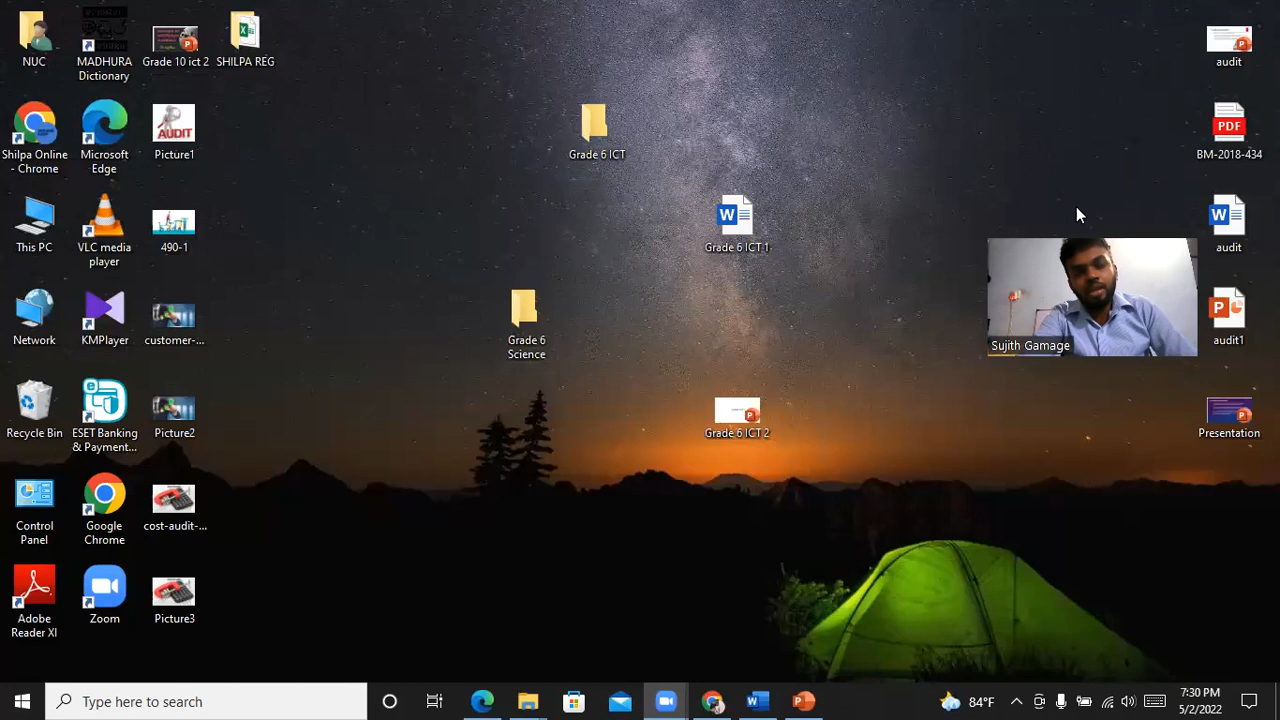 NUC
MADHURA
Dictionary
Grade 10 ict 2
SHILPA REG
Shilpa Online
- Chrome
Microsoft
Edge
AUDIT
Picture1
This PC
VLC media
player
490-1
Network
KMPlayer
customer-...
Recycle Bin
ESET Banking
& Payment...
Picture2
Control
Panel
Google
Chrome
cost-audit-...
Adobe
Reader XI
Zoom
Picture3
Grade 6 ICT
Grade 6 ICT 1
Grade 6
Science
Grade 6 ICT 2
Sujith Gamage
audit
PDF
BM-2018-434
audit
audit1
Presentation
Type here to search
84°F
7:30 PM
5/2/2022